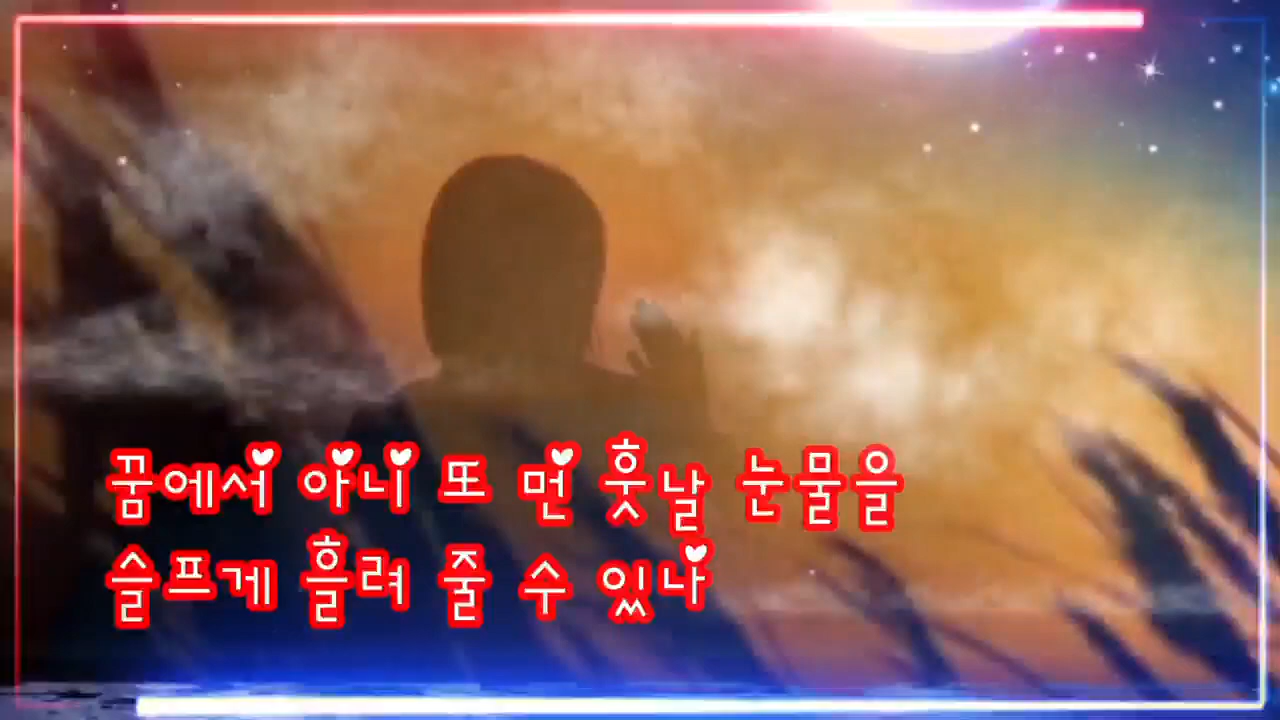 꿈에서 아니 또 먼 훗날 눈물을
슬프게 흘려 줄 수 있나